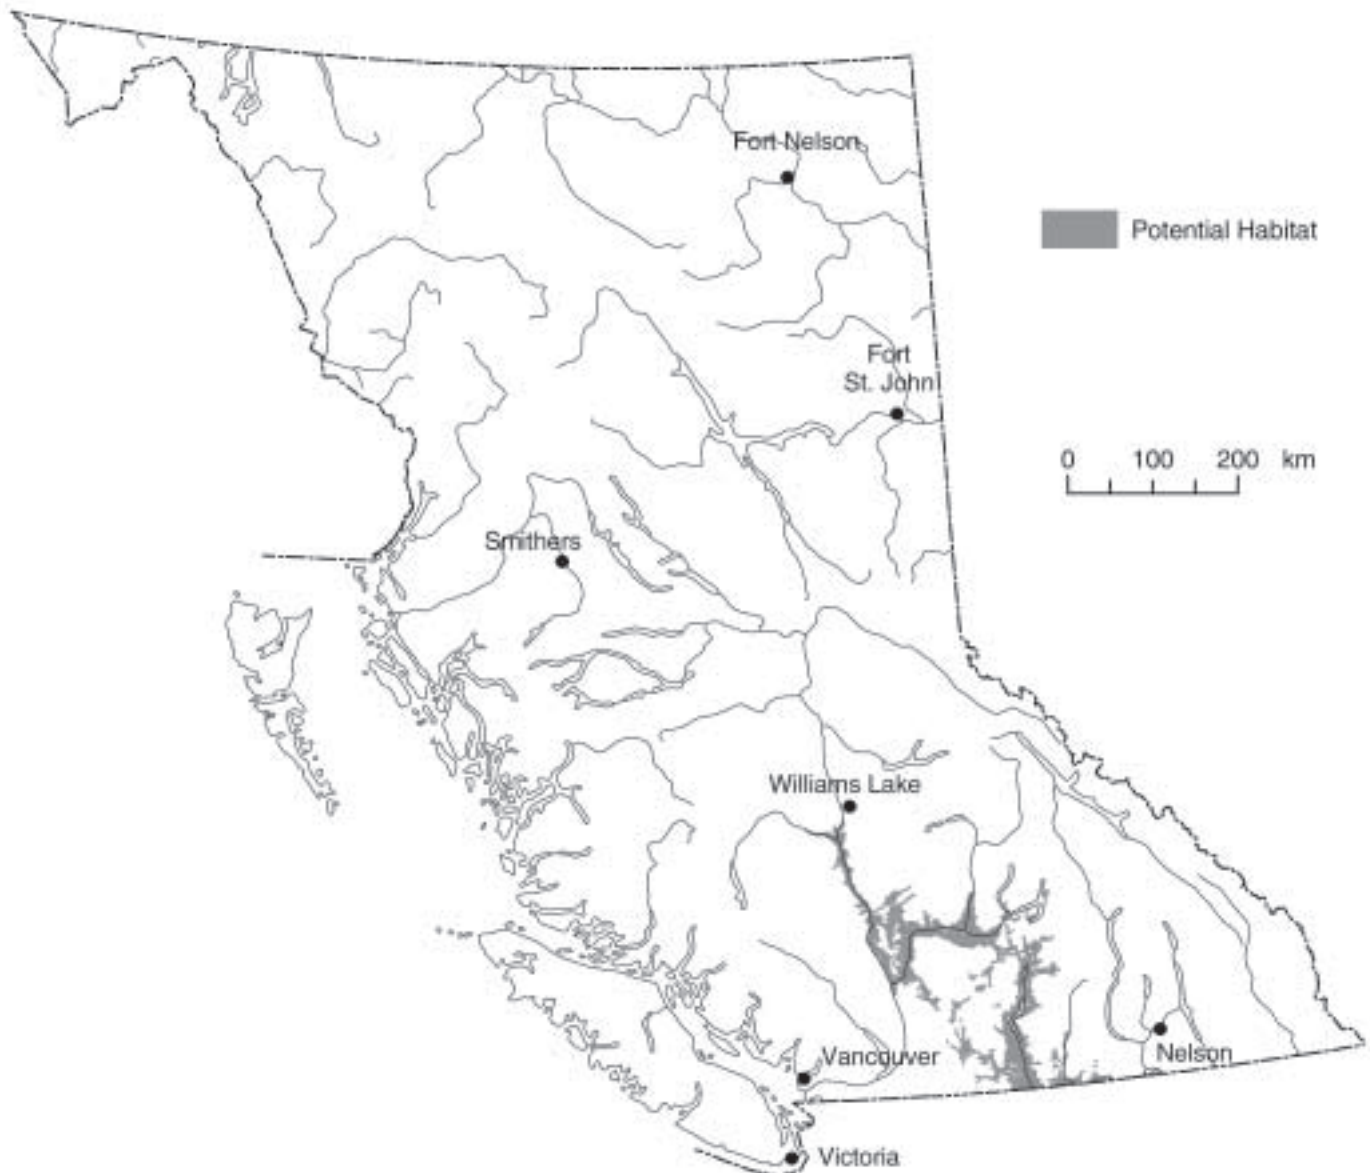 Fort Nelson
Potential Habitat
Fort
St. John
0 100 200 km
Smithers
Williams Lake
Vancouver
Nelson
Victoria